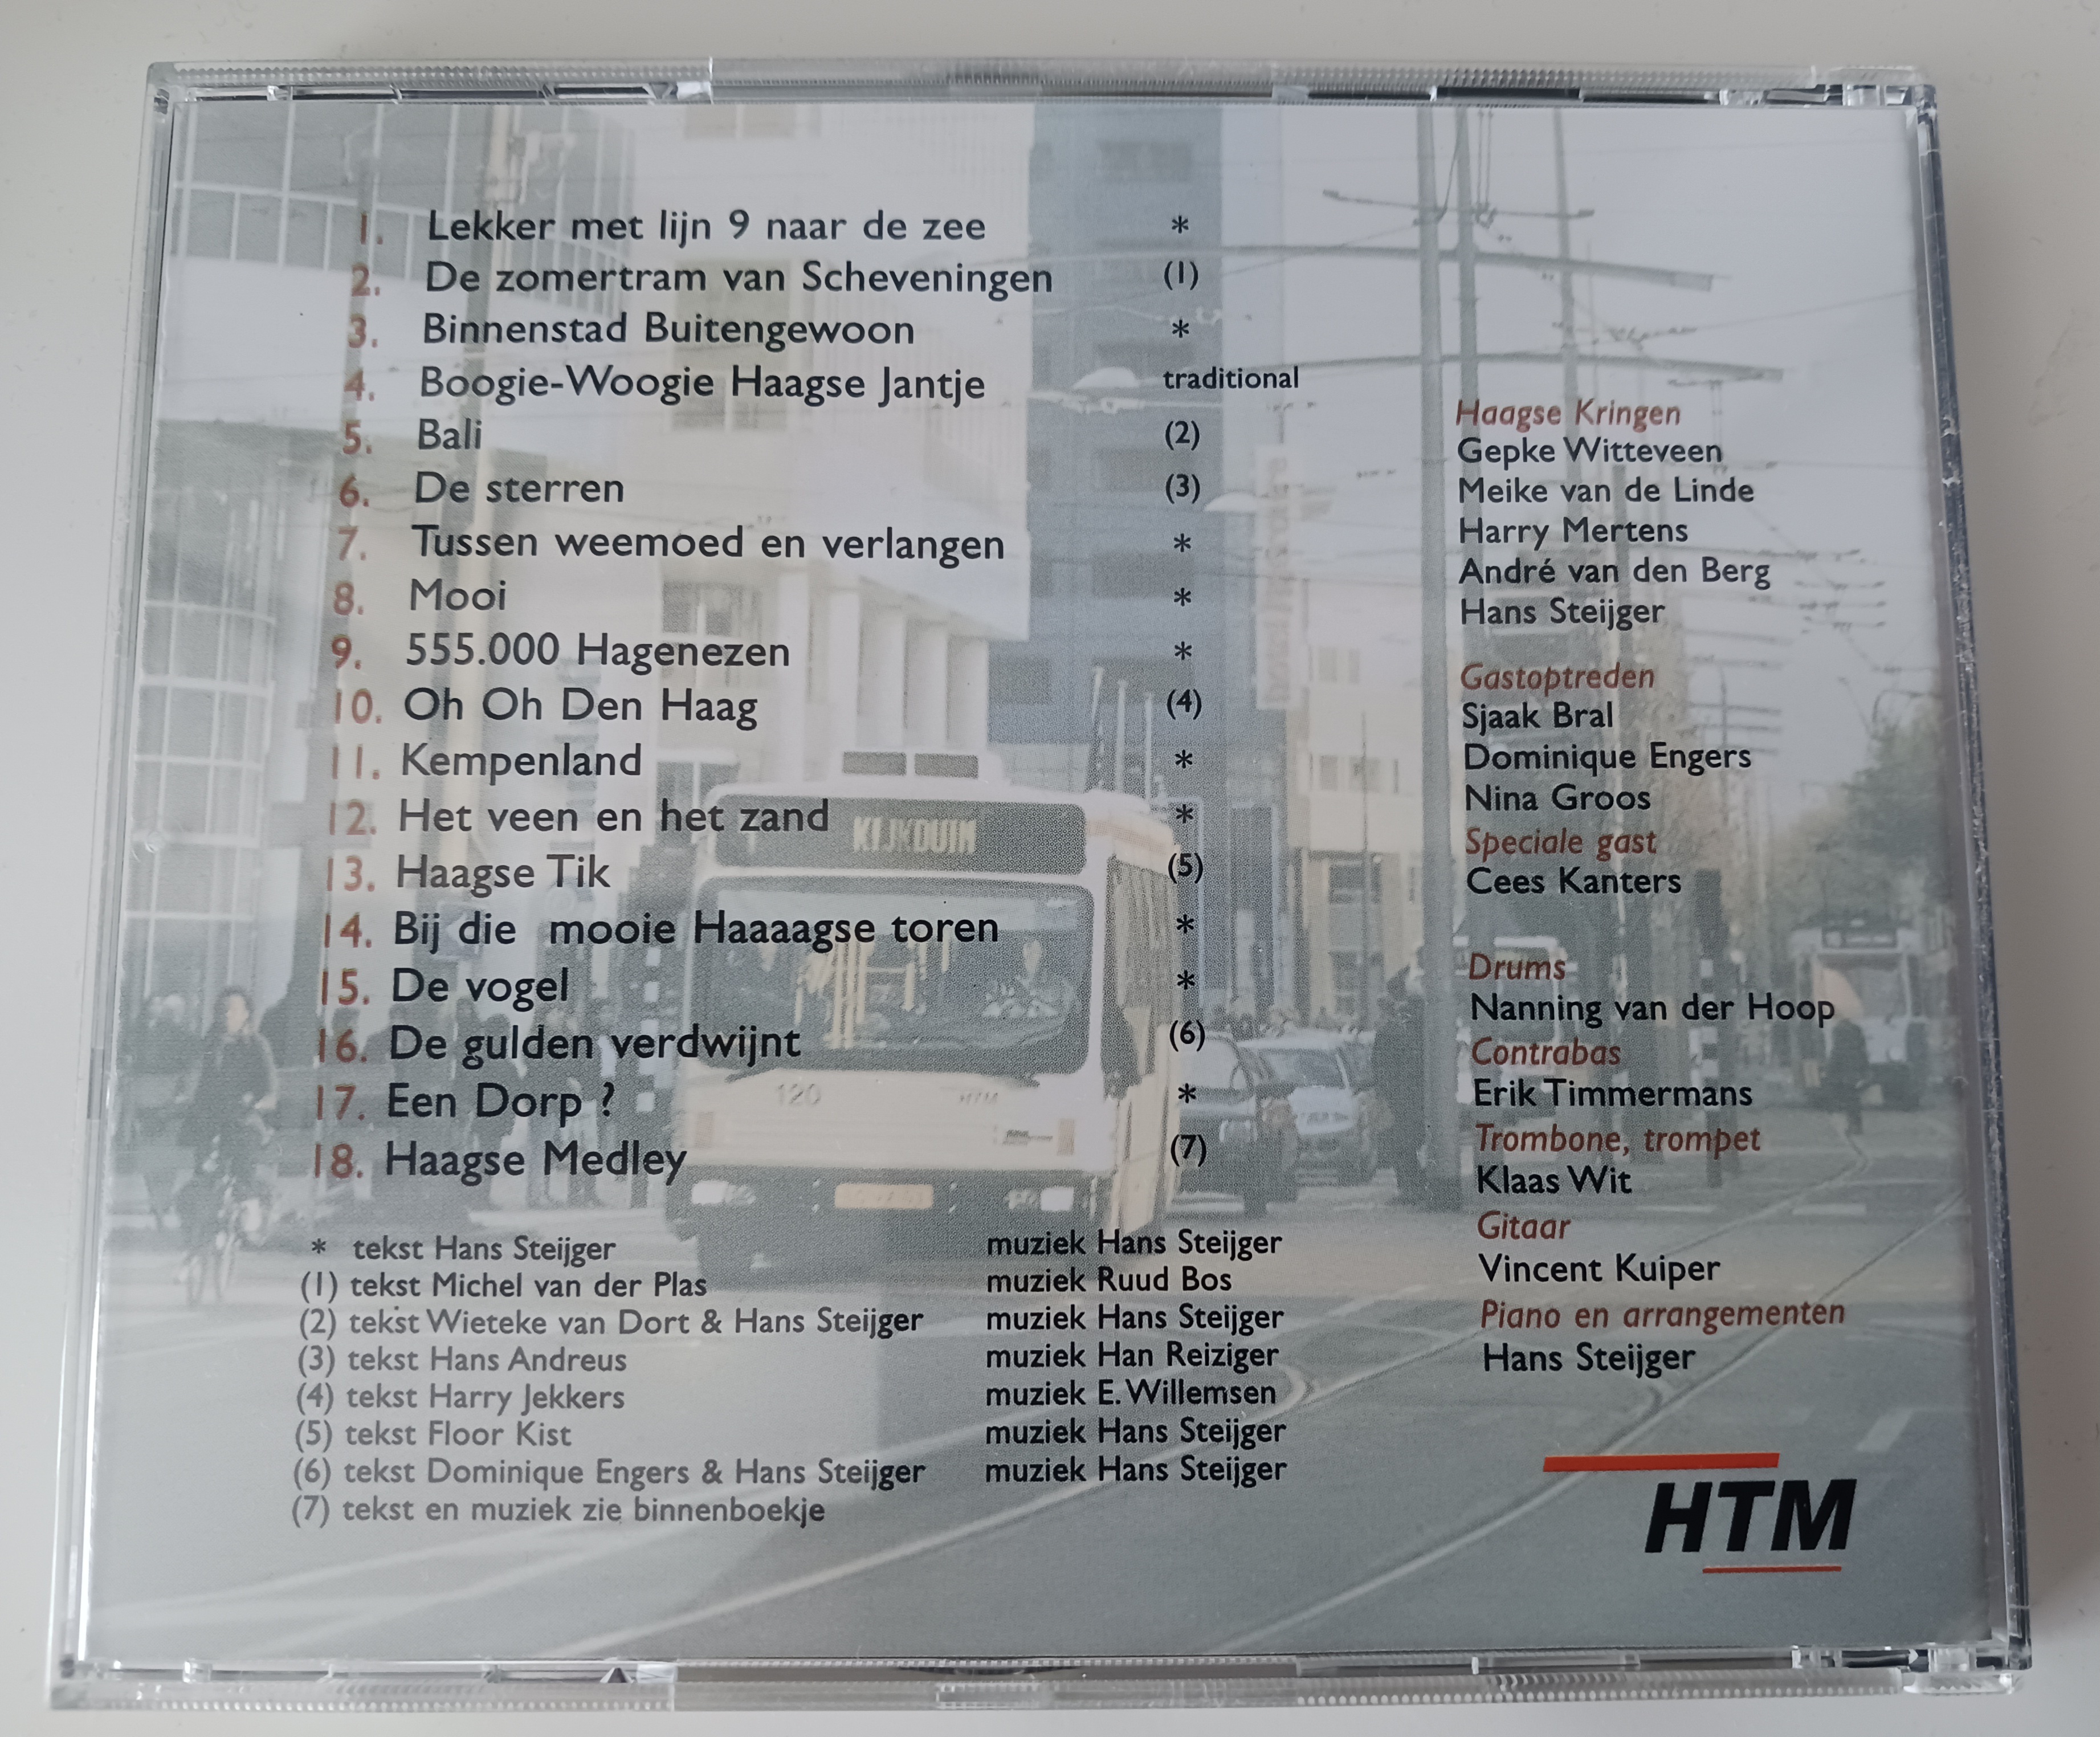 1. Lekker met lijn 9 naar de zee *
2. De zomertram van Scheveningen (1)
3. Binnenstad Buitengewoon *
4. Boogie-Woogie Haagse Jantje traditional
5. Bali (2)
6. De sterren (3)
7. Tussen weemoed en verlangen *
8. Mooi *
9. 555.000 Hagenezen *
10. Oh Oh Den Haag (4)
11. Kempenland *
12. Het veen en het zand *
13. Haagse Tik (5)
14. Bij die mooie Haaaagse toren *
15. De vogel *
16. De gulden verdwijnt (6)
17. Een Dorp ? *
18. Haagse Medley (7)
* tekst Hans Steijger muziek Hans Steijger
(1) tekst Michel van der Plas muziek Ruud Bos
(2) tekst Wieteke van Dort & Hans Steijger muziek Hans Steijger
(3) tekst Hans Andreus muziek Han Reiziger
(4) tekst Harry Jekkers muziek E. Willemsen
(5) tekst Floor Kist muziek Hans Steijger
(6) tekst Dominique Engers & Hans Steijger muziek Hans Steijger
(7) tekst en muziek zie binnenboekje
Haagse Kringen
Gepke Witteveen
Meike van de Linde
Harry Mertens
André van den Berg
Hans Steijger
Gastoptreden
Sjaak Bral
Dominique Engers
Nina Groos
Speciale gast
Cees Kanters
Drums
Nanning van der Hoop
Contrabas
Erik Timmermans
Trombone, trompet
Klaas Wit
Gitaar
Vincent Kuiper
Piano en arrangementen
Hans Steijger
HTM
KIJKDUIN
120 HTM